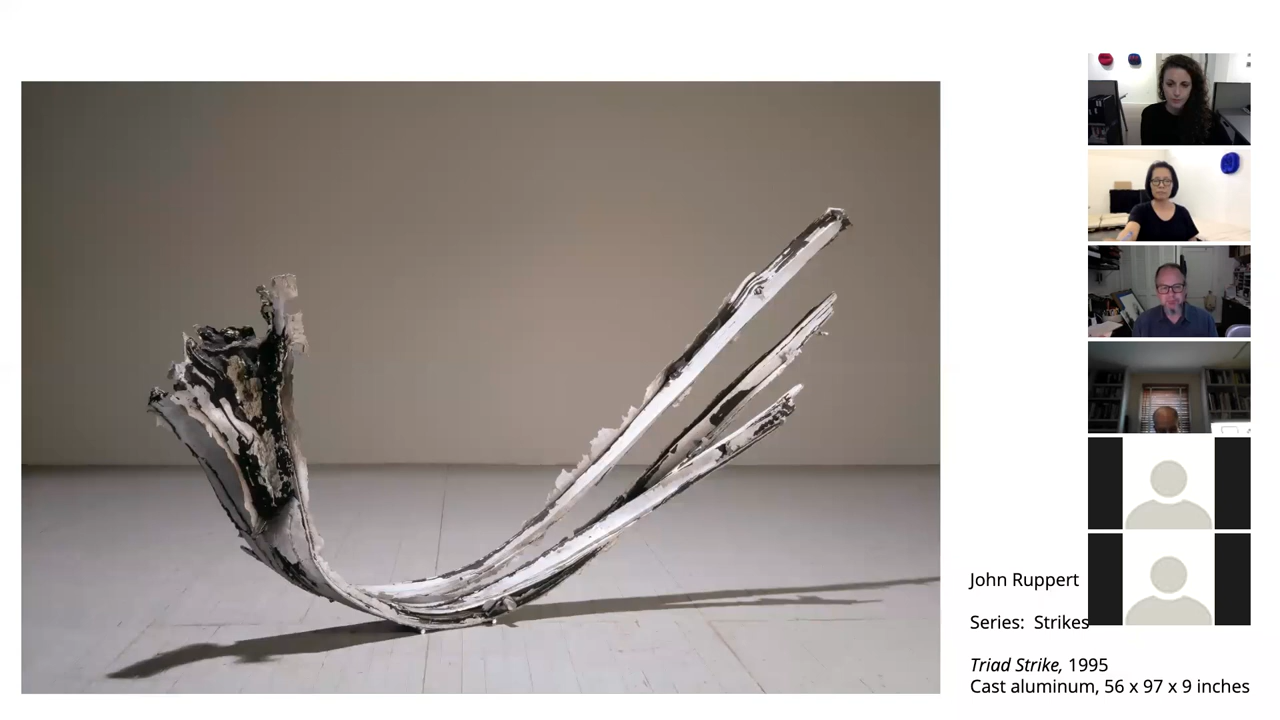 John Ruppert
Series: Strikes
Triad Strike, 1995
Cast aluminum, 56 x 97 x 9 inches